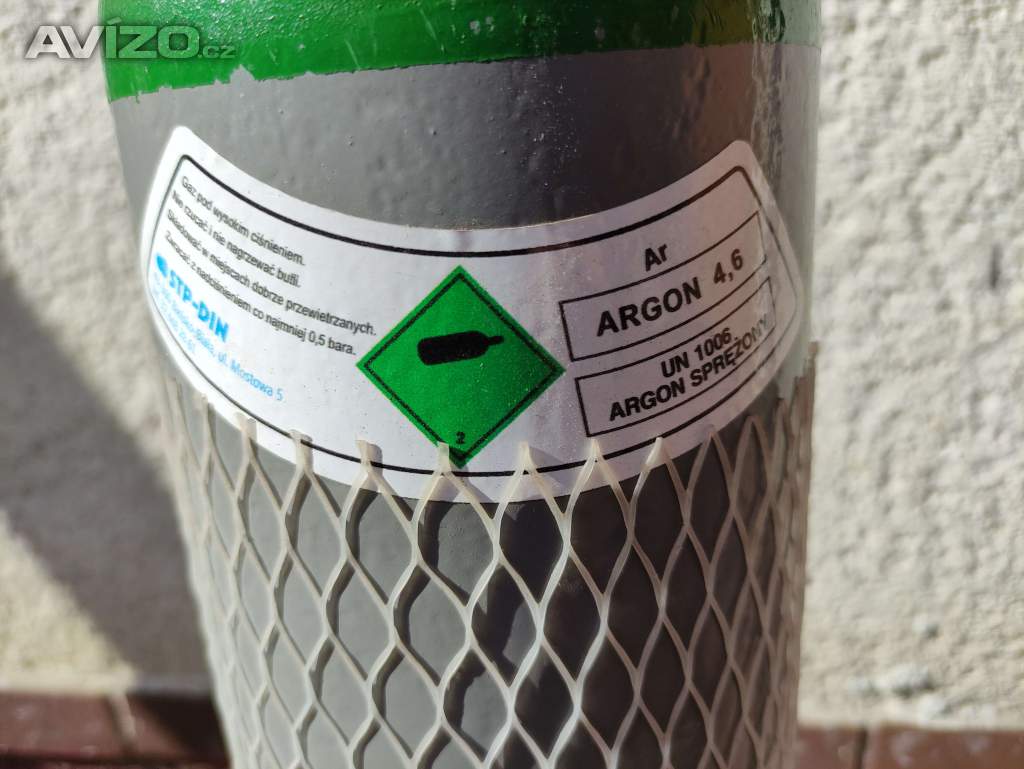 AVIZO.cz
Gaz pod wysokim ciśnieniem.
Nie rzucać i nie nagrzewać butli.
Składować w miejscach dobrze przewietrzanych.
Zwracać z nadciśnieniem co najmniej 0,5 bara.
STP-DIN
Biała, ul. Mostowa 5
2
Ar
ARGON 4,6
UN 1006
ARGON SPRĘŻONY